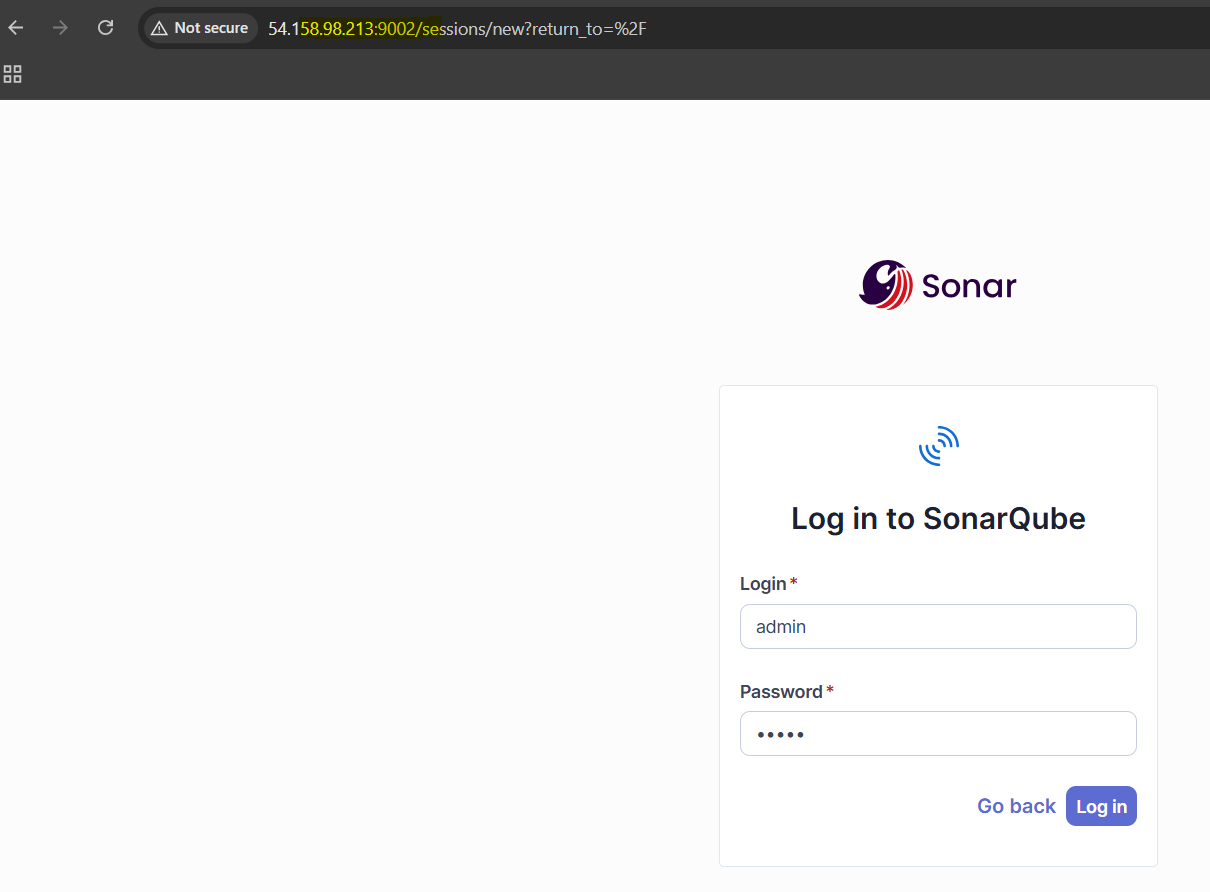 Not secure 54.158.98.213:9002/sessions/new?return_to=%2F
Sonar
Log in to SonarQube
Login*
admin
Password*
•••••
Go back Log in